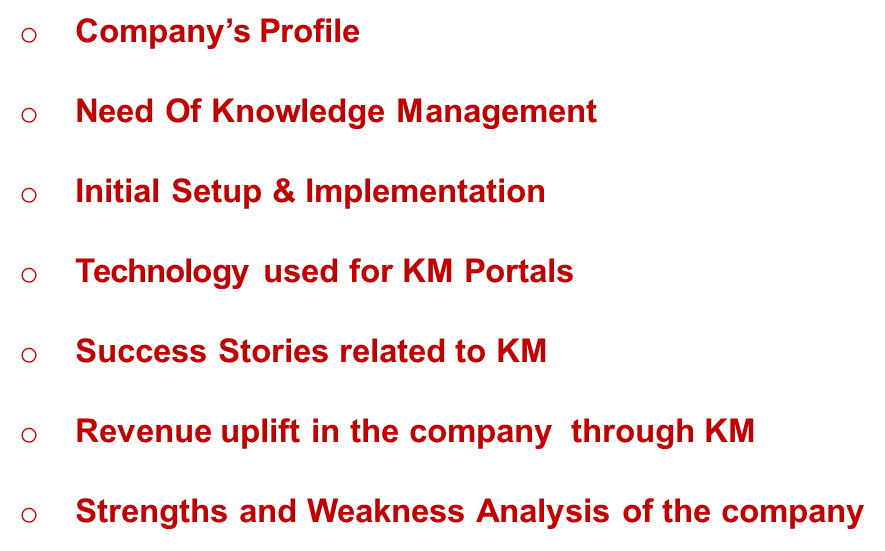 o Company’s Profile
o Need Of Knowledge Management
o Initial Setup & Implementation
o Technology used for KM Portals
o Success Stories related to KM
o Revenue uplift in the company through KM
o Strengths and Weakness Analysis of the company